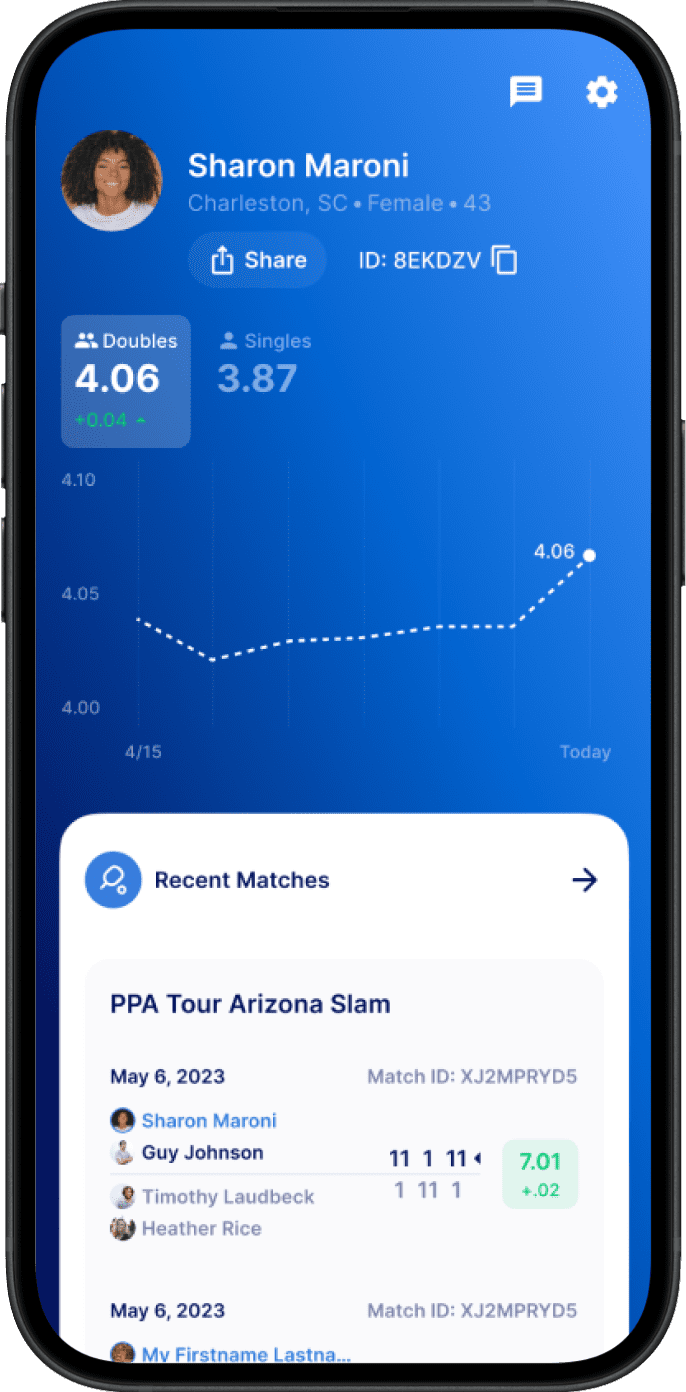 Sharon Maroni
Charleston, SC • Female • 43
Share ID: 8EKDZV
Doubles Singles
4.06 3.87
+0.04
4.10
4.06
4.05
4.00
4/15 Today
Recent Matches
PPA Tour Arizona Slam
May 6, 2023 Match ID: XJ2MPRYD5
Sharon Maroni
Guy Johnson 11 1 11 7.01
Timothy Laudbeck 1 11 1 +.02
Heather Rice
May 6, 2023 Match ID: XJ2MPRYD5
My Firstname Lastna...